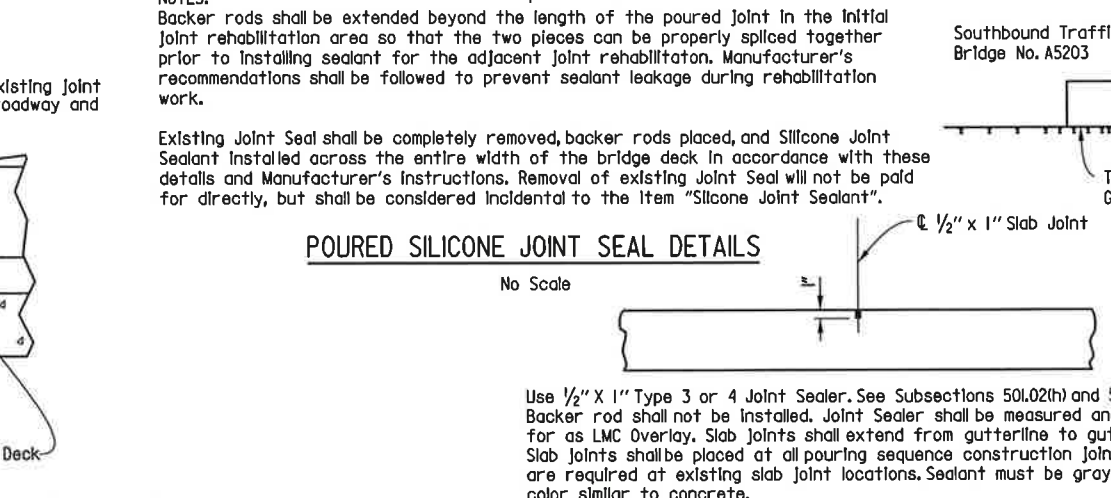 NOTES:
Backer rods shall be extended beyond the length of the poured joint in the initial
joint rehabilitation area so that the two pieces can be properly spliced together
prior to installing sealant for the adjacent joint rehabilitaton. Manufacturer's
recommendations shall be followed to prevent sealant leakage during rehabilitation
work.
Existing Joint Seal shall be completely removed, backer rods placed, and Silicone Joint
Sealant installed across the entire width of the bridge deck in accordance with these
details and Manufacturer's instructions. Removal of existing Joint Seal will not be paid
for directly, but shall be considered incidental to the item "Silcone Joint Sealant".
xisting joint
oadway and
Deck
POURED SILICONE JOINT SEAL DETAILS
No Scale
Southbound Traffi
Bridge No. A5203
T
G
℄ 1/2" x 1" Slab Joint
1"
Use 1/2" X 1" Type 3 or 4 Joint Sealer. See Subsections 501.02(h) and 5
Backer rod shall not be installed. Joint Sealer shall be measured an
for as LMC Overlay. Slab joints shall extend from gutterline to gut
Slab joints shall be placed at all pouring sequence construction join
are required at existing slab joint locations. Sealant must be gray
color similar to concrete.